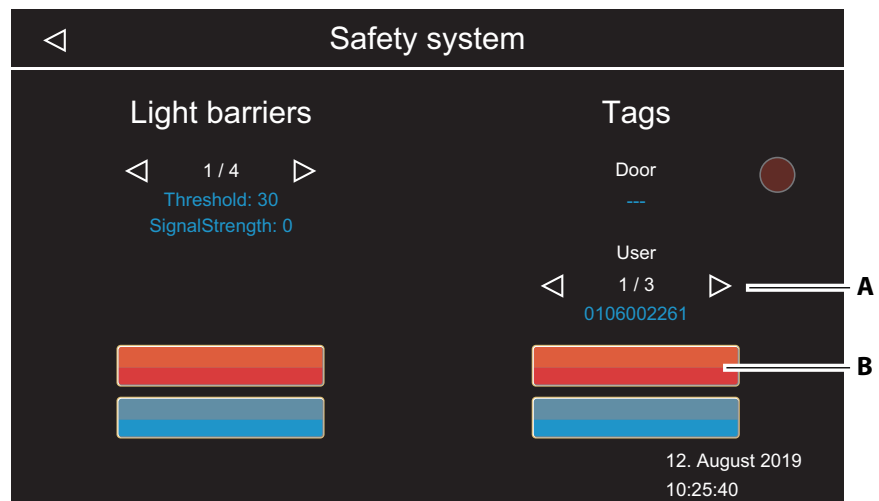 Safety system
Light barriers
1 / 4
Threshold: 30
SignalStrength: 0
Tags
Door
---
User
1 / 3
0106002261
A
B
12. August 2019
10:25:40